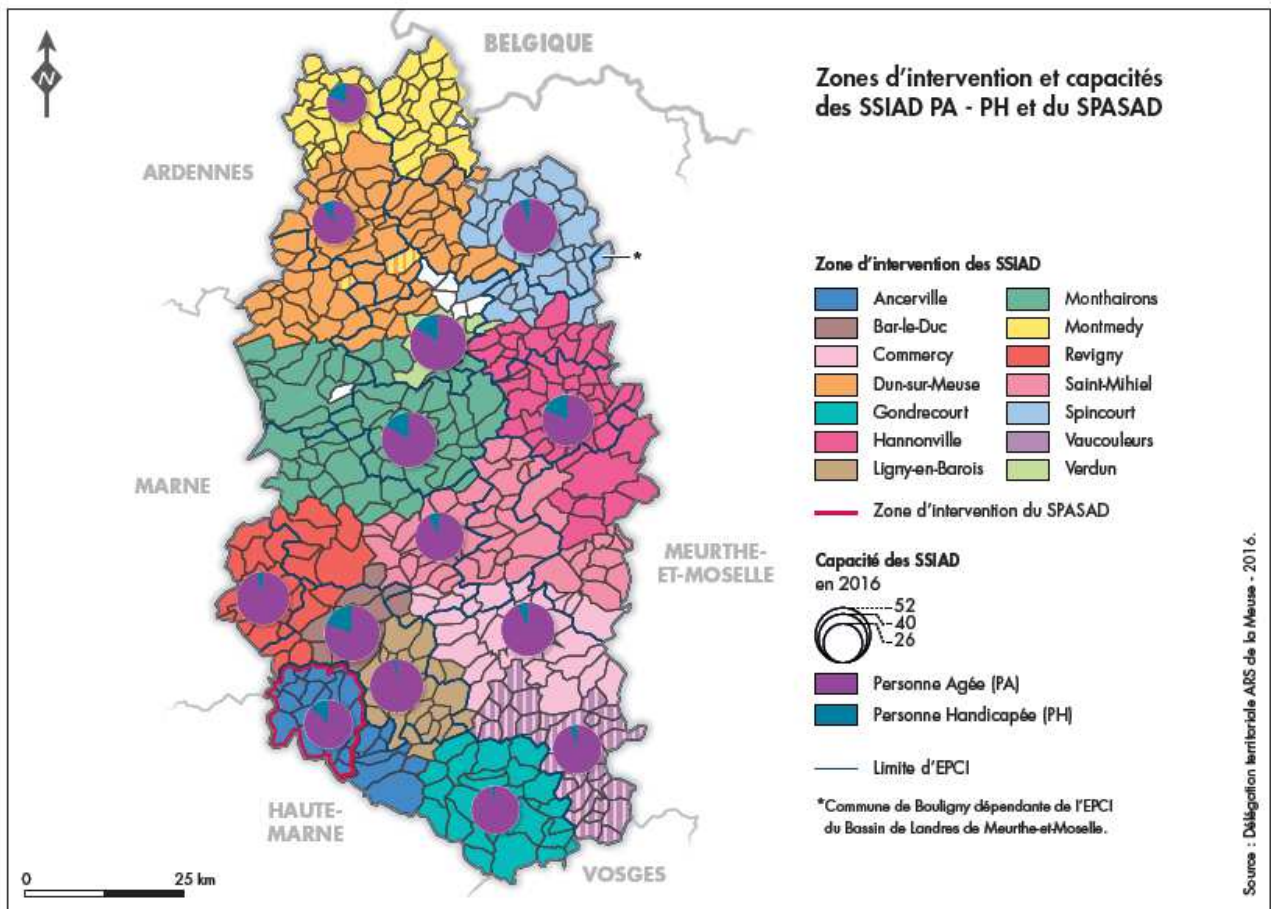 N
BELGIQUE
ARDENNES
MARNE
MEURTHE-
ET-MOSELLE
HAUTE-
MARNE
VOSGES
*
0 25 km
Zones d'intervention et capacités
des SSIAD PA - PH et du SPASAD
Zone d'intervention des SSIAD
Ancerville
Bar-le-Duc
Commercy
Dun-sur-Meuse
Gondrecourt
Hannonville
Ligny-en-Barois
Monthairons
Montmedy
Revigny
Saint-Mihiel
Spincourt
Vaucouleurs
Verdun
Zone d'intervention du SPASAD
Capacité des SSIAD
en 2016
52
40
26
Personne Agée (PA)
Personne Handicapée (PH)
Limite d'EPCI
*Commune de Bouligny dépendante de l'EPCI
du Bassin de Landres de Meurthe-et-Moselle.
Source : Délégation territoriale ARS de la Meuse - 2016.